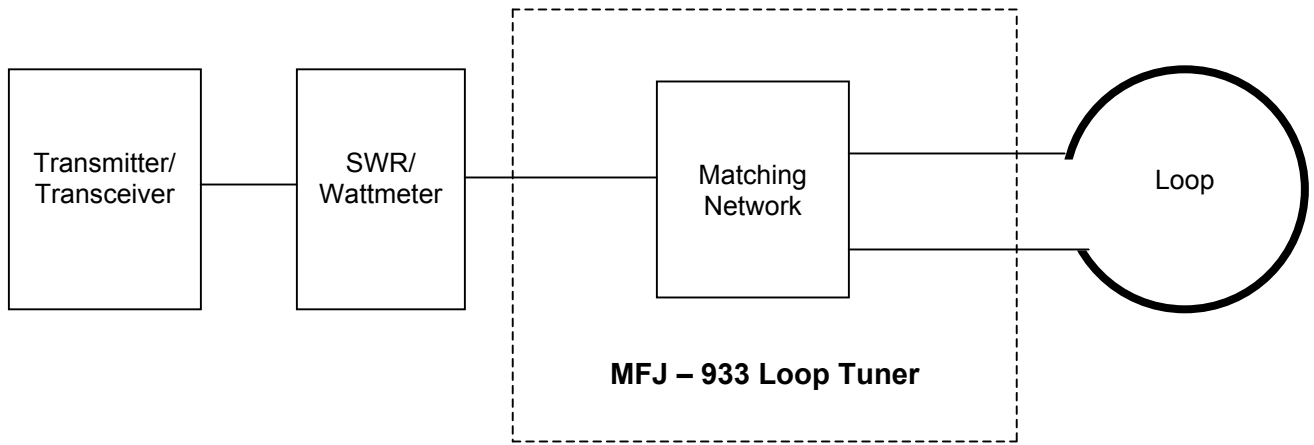 Transmitter/
Transceiver
SWR/
Wattmeter
Matching
Network
Loop
MFJ – 933 Loop Tuner